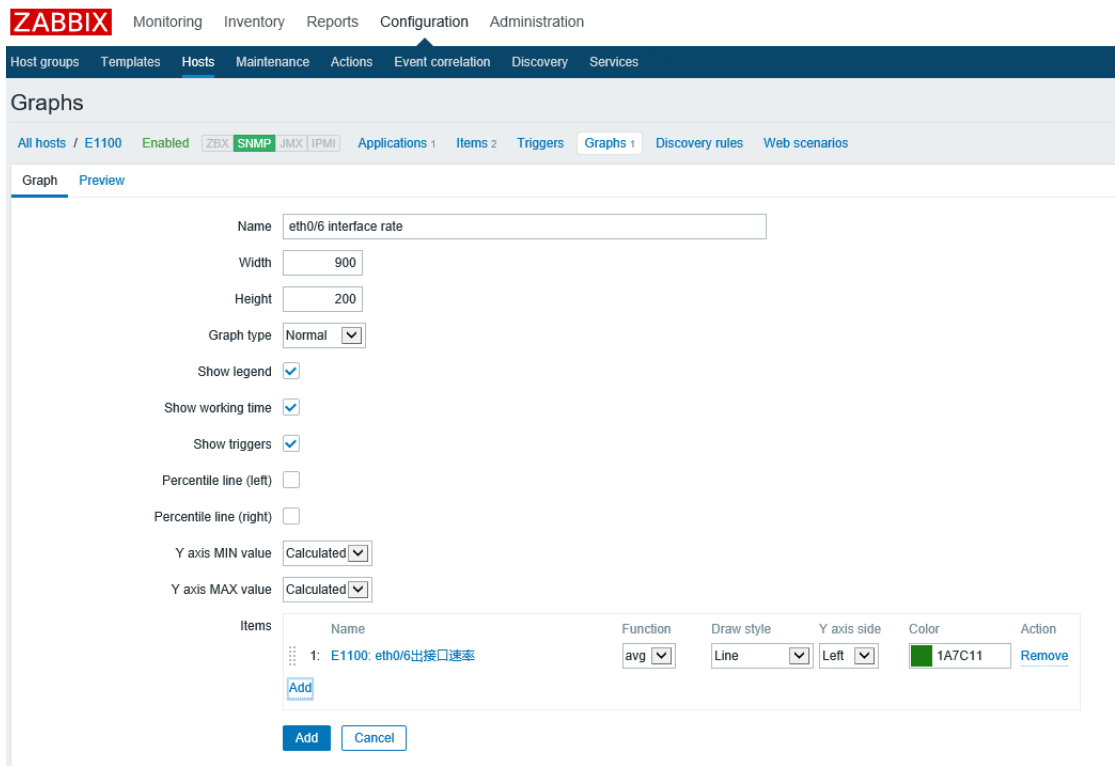 ZABBIX Monitoring Inventory Reports Configuration Administration
Host groups Templates Hosts Maintenance Actions Event correlation Discovery Services
Graphs
All hosts / E1100 Enabled ZBX SNMP JMX IPMI Applications 1 Items 2 Triggers Graphs 1 Discovery rules Web scenarios
Graph Preview
Name eth0/6 interface rate
Width 900
Height 200
Graph type Normal
Show legend
Show working time
Show triggers
Percentile line (left)
Percentile line (right)
Y axis MIN value Calculated
Y axis MAX value Calculated
Items Name Function Draw style Y axis side Color Action
1: E1100: eth0/6出接口速率 avg Line Left 1A7C11 Remove
Add
Add Cancel